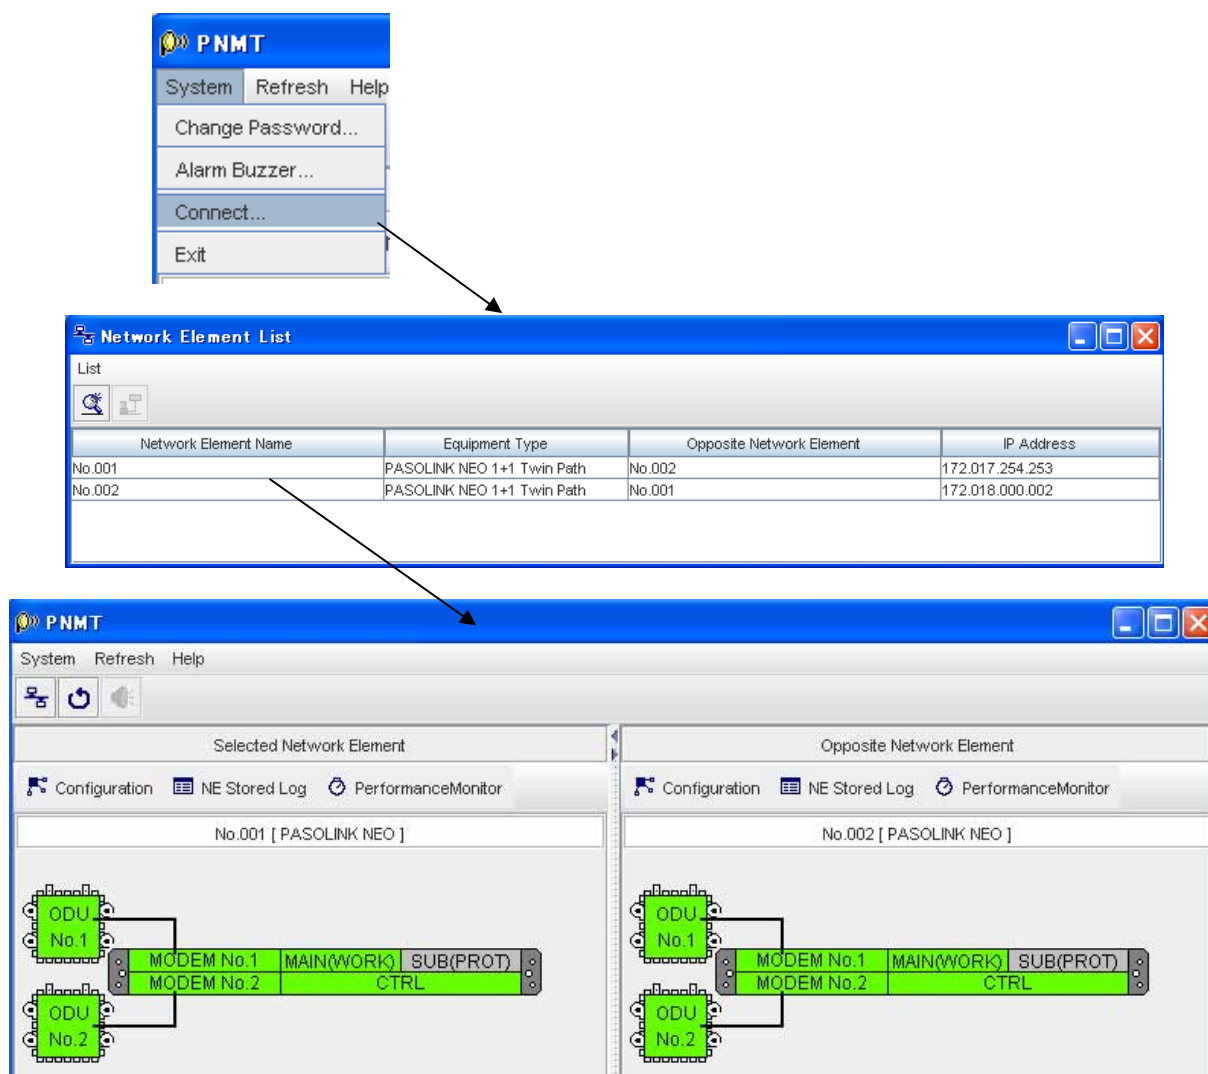 PNMT
System Refresh Help
Change Password...
Alarm Buzzer...
Connect...
Exit
Network Element List
List
Network Element Name Equipment Type Opposite Network Element IP Address
No.001 PASOLINK NEO 1+1 Twin Path No.002 172.017.254.253
No.002 PASOLINK NEO 1+1 Twin Path No.001 172.018.000.002
PNMT
System Refresh Help
Selected Network Element Opposite Network Element
Configuration NE Stored Log PerformanceMonitor Configuration NE Stored Log PerformanceMonitor
No.001 [ PASOLINK NEO ] No.002 [ PASOLINK NEO ]
ODU ODU
No.1 No.1
MODEM No.1 MAIN(WORK) SUB(PROT) MODEM No.1 MAIN(WORK) SUB(PROT)
MODEM No.2 CTRL MODEM No.2 CTRL
ODU ODU
No.2 No.2